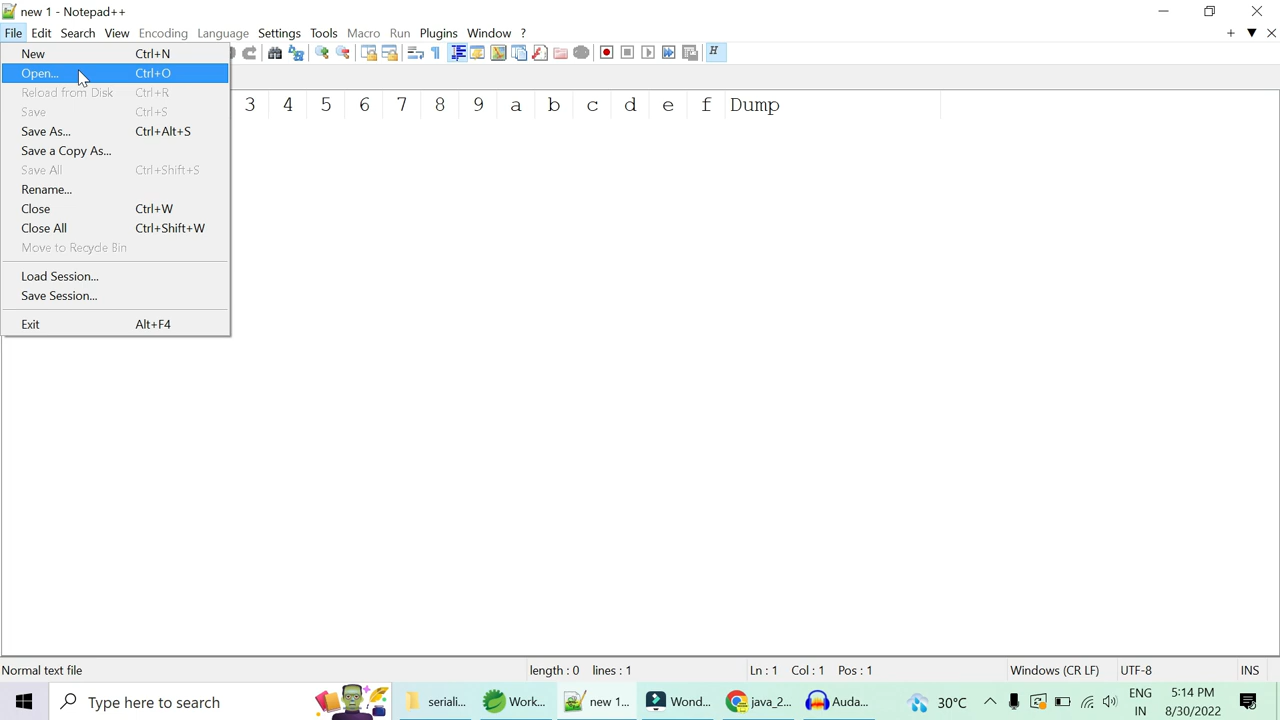 new 1 - Notepad++
File Edit Search View Encoding Language Settings Tools Macro Run Plugins Window ?
New Ctrl+N
Open... Ctrl+O
Reload from Disk Ctrl+R
Save Ctrl+S
Save As... Ctrl+Alt+S
Save a Copy As...
Save All Ctrl+Shift+S
Rename...
Close Ctrl+W
Close All Ctrl+Shift+W
Move to Recycle Bin
Load Session...
Save Session...
Exit Alt+F4
3 4 5 6 7 8 9 a b c d e f Dump
Normal text file length : 0 lines : 1 Ln : 1 Col : 1 Pos : 1 Windows (CR LF) UTF-8 INS
Type here to search seriali... Work... new 1... Wond... java_2... Auda... 30°C ENG IN 5:14 PM 8/30/2022